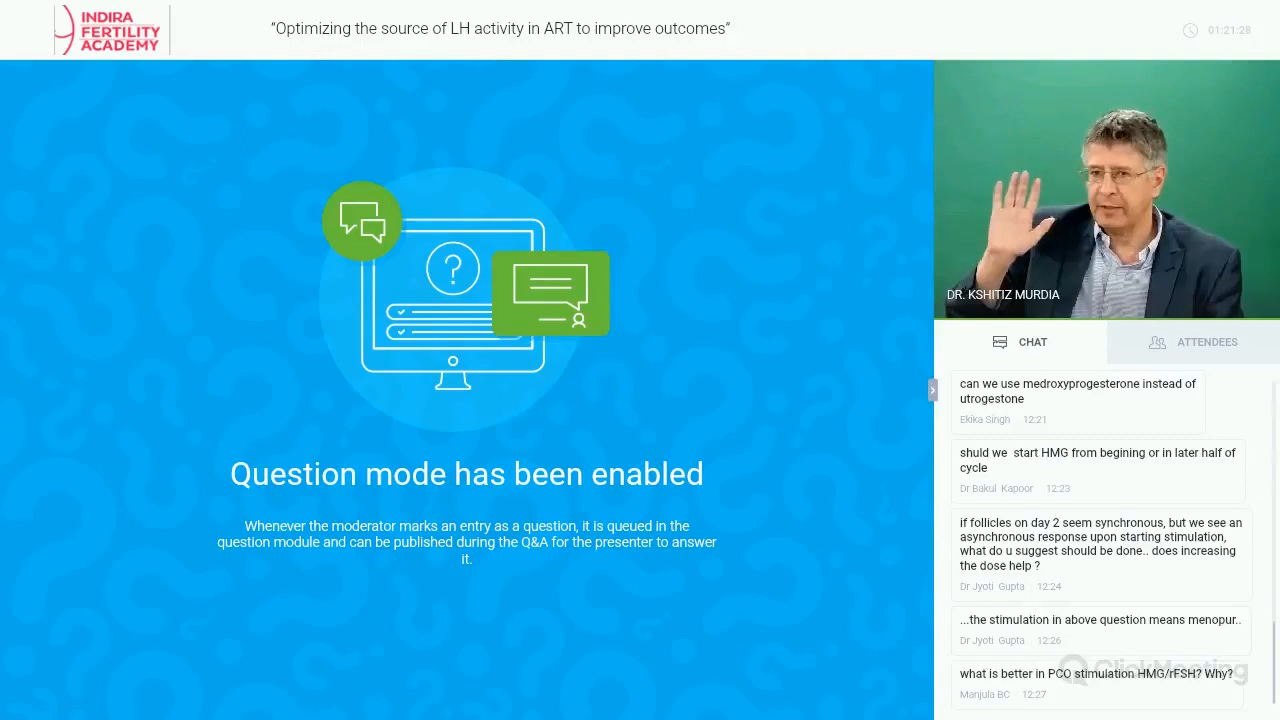 INDIRA
FERTILITY
ACADEMY
“Optimizing the source of LH activity in ART to improve outcomes”
01:21:28
DR. KSHITIZ MURDIA
CHAT
ATTENDEES
can we use medroxyprogesterone instead of
utrogestone
Ekika Singh 12:21
should we start HMG from begining or in later half of
cycle
Dr Bakul Kapoor 12:23
if follicles on day 2 seem synchronous, but we see an
asynchronous response upon starting stimulation,
what do u suggest should be done.. does increasing
the dose help ?
Dr Jyoti Gupta 12:24
...the stimulation in above question means menopur..
Dr Jyoti Gupta 12:26
what is better in PCO stimulation HMG/rFSH? Why?
Manjula BC 12:27
ClickMeeting
?
Question mode has been enabled
Whenever the moderator marks an entry as a question, it is queued in the
question module and can be published during the Q&A for the presenter to answer
it.